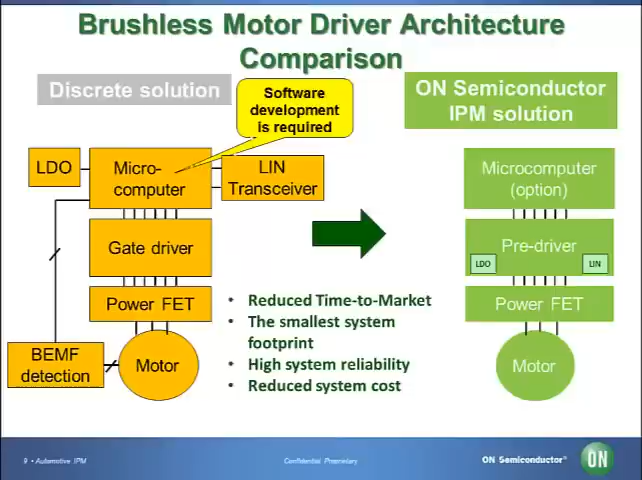 Brushless Motor Driver Architecture
Comparison
Discrete solution
Software
development
is required
ON Semiconductor
IPM solution
LDO
Micro-
computer
LIN
Transceiver
Gate driver
Power FET
BEMF
detection
Motor
• Reduced Time-to-Market
• The smallest system
footprint
• High system reliability
• Reduced system cost
Microcomputer
(option)
Pre-driver
LDO
LIN
Power FET
Motor
9 • Automotive IPM
Confidential Proprietary
ON Semiconductor®
ON